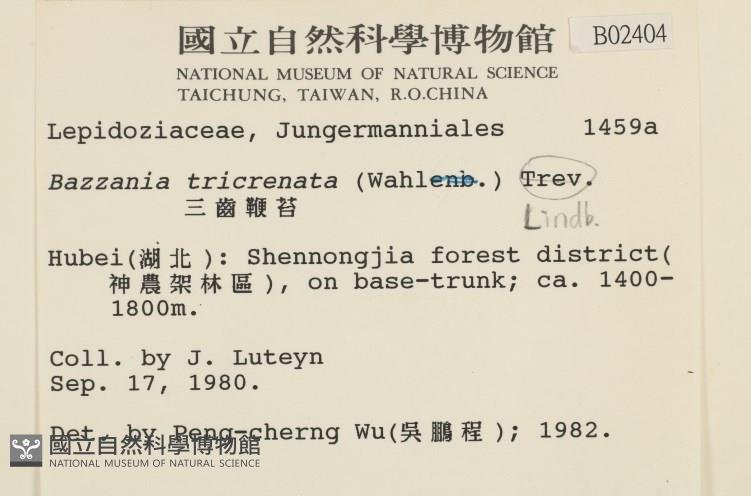 國立自然科學博物館
B02404
NATIONAL MUSEUM OF NATURAL SCIENCE
TAICHUNG, TAIWAN, R.O.CHINA
Lepidoziaceae, Jungermanniales 1459a
Bazzania tricrenata (Wahlenb.) Trev.
三齒鞭苔
Lindb.
Hubei(湖北): Shennongjia forest district(
神農架林區), on base-trunk; ca. 1400-
1800m.
Coll. by J. Luteyn
Sep. 17, 1980.
Det. by Peng-cherng Wu(吳鵬程); 1982.
國立自然科學博物館
NATIONAL MUSEUM OF NATURAL SCIENCE